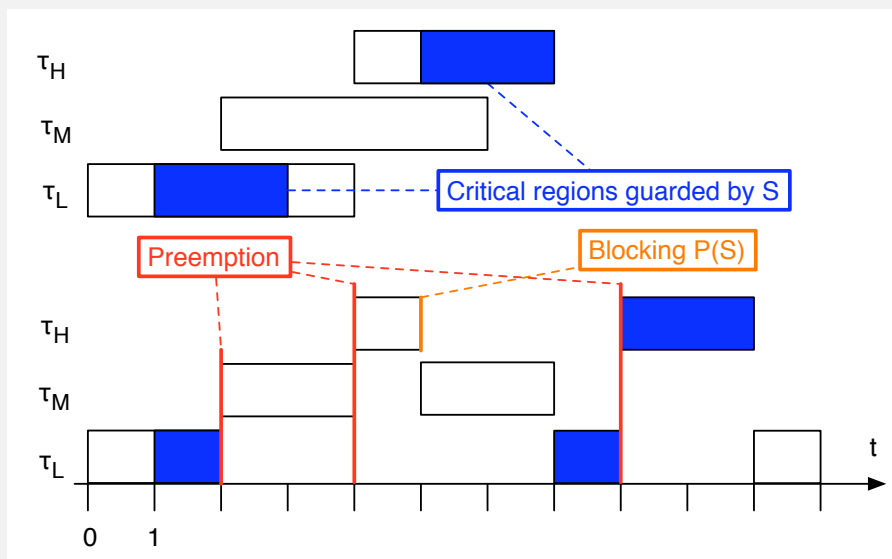 τH
τM
τL
Critical regions guarded by S
Preemption
Blocking P(S)
τH
τM
τL
t
0 1